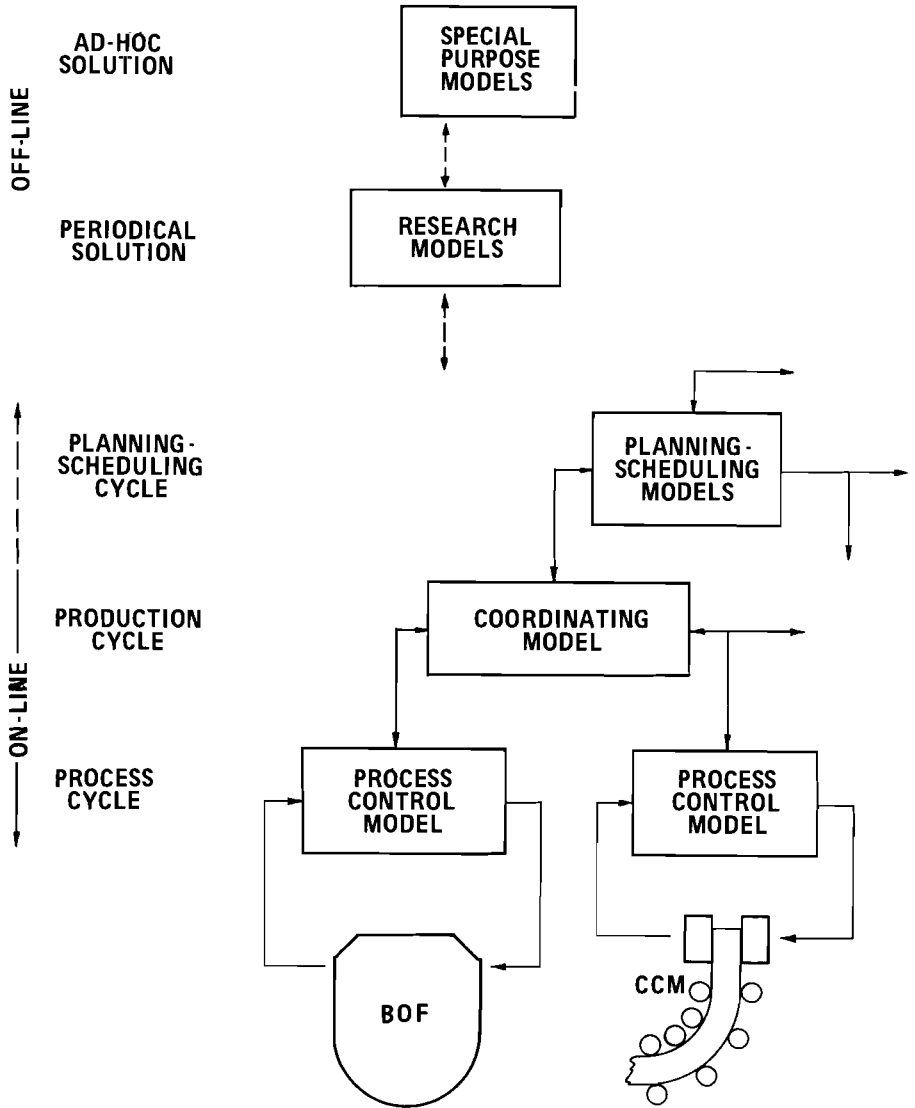 AD-HOC
SOLUTION
SPECIAL
PURPOSE
MODELS
OFF-LINE
PERIODICAL
SOLUTION
RESEARCH
MODELS
PLANNING-
SCHEDULING
CYCLE
PLANNING-
SCHEDULING
MODELS
PRODUCTION
CYCLE
COORDINATING
MODEL
ON-LINE
PROCESS
CYCLE
PROCESS
CONTROL
MODEL
PROCESS
CONTROL
MODEL
BOF
CCM